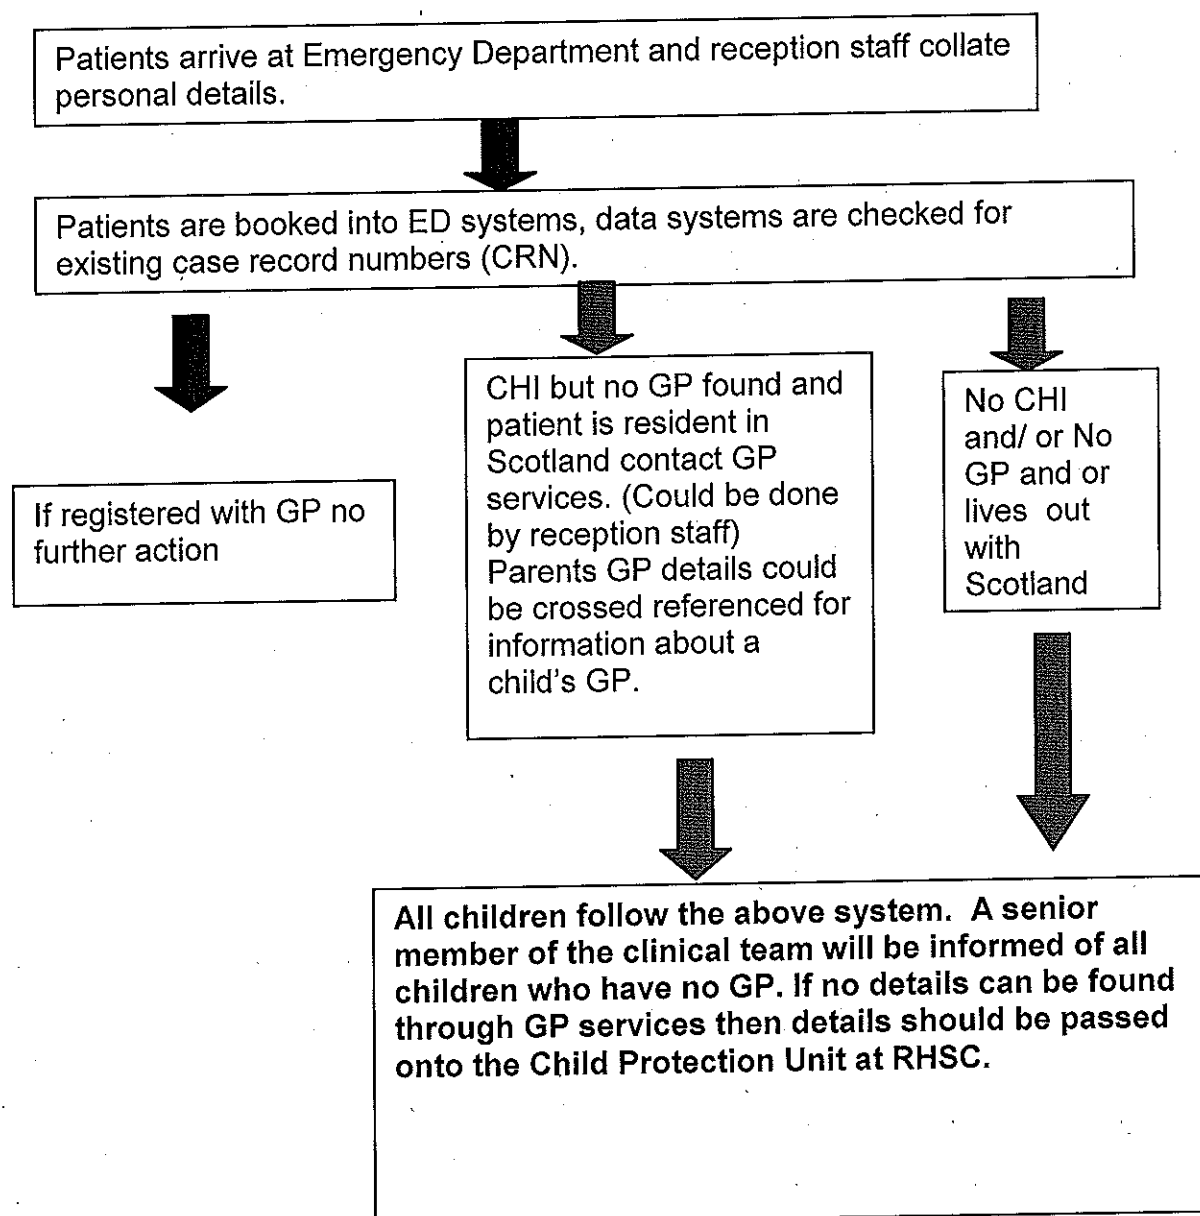 Patients arrive at Emergency Department and reception staff collate
personal details.
Patients are booked into ED systems, data systems are checked for
existing case record numbers (CRN).
If registered with GP no
further action
CHI but no GP found and
patient is resident in
Scotland contact GP
services. (Could be done
by reception staff)
Parents GP details could
be crossed referenced for
information about a
child's GP.
No CHI
and/ or No
GP and or
lives out
with
Scotland
All children follow the above system. A senior
member of the clinical team will be informed of all
children who have no GP. If no details can be found
through GP services then details should be passed
onto the Child Protection Unit at RHSC.